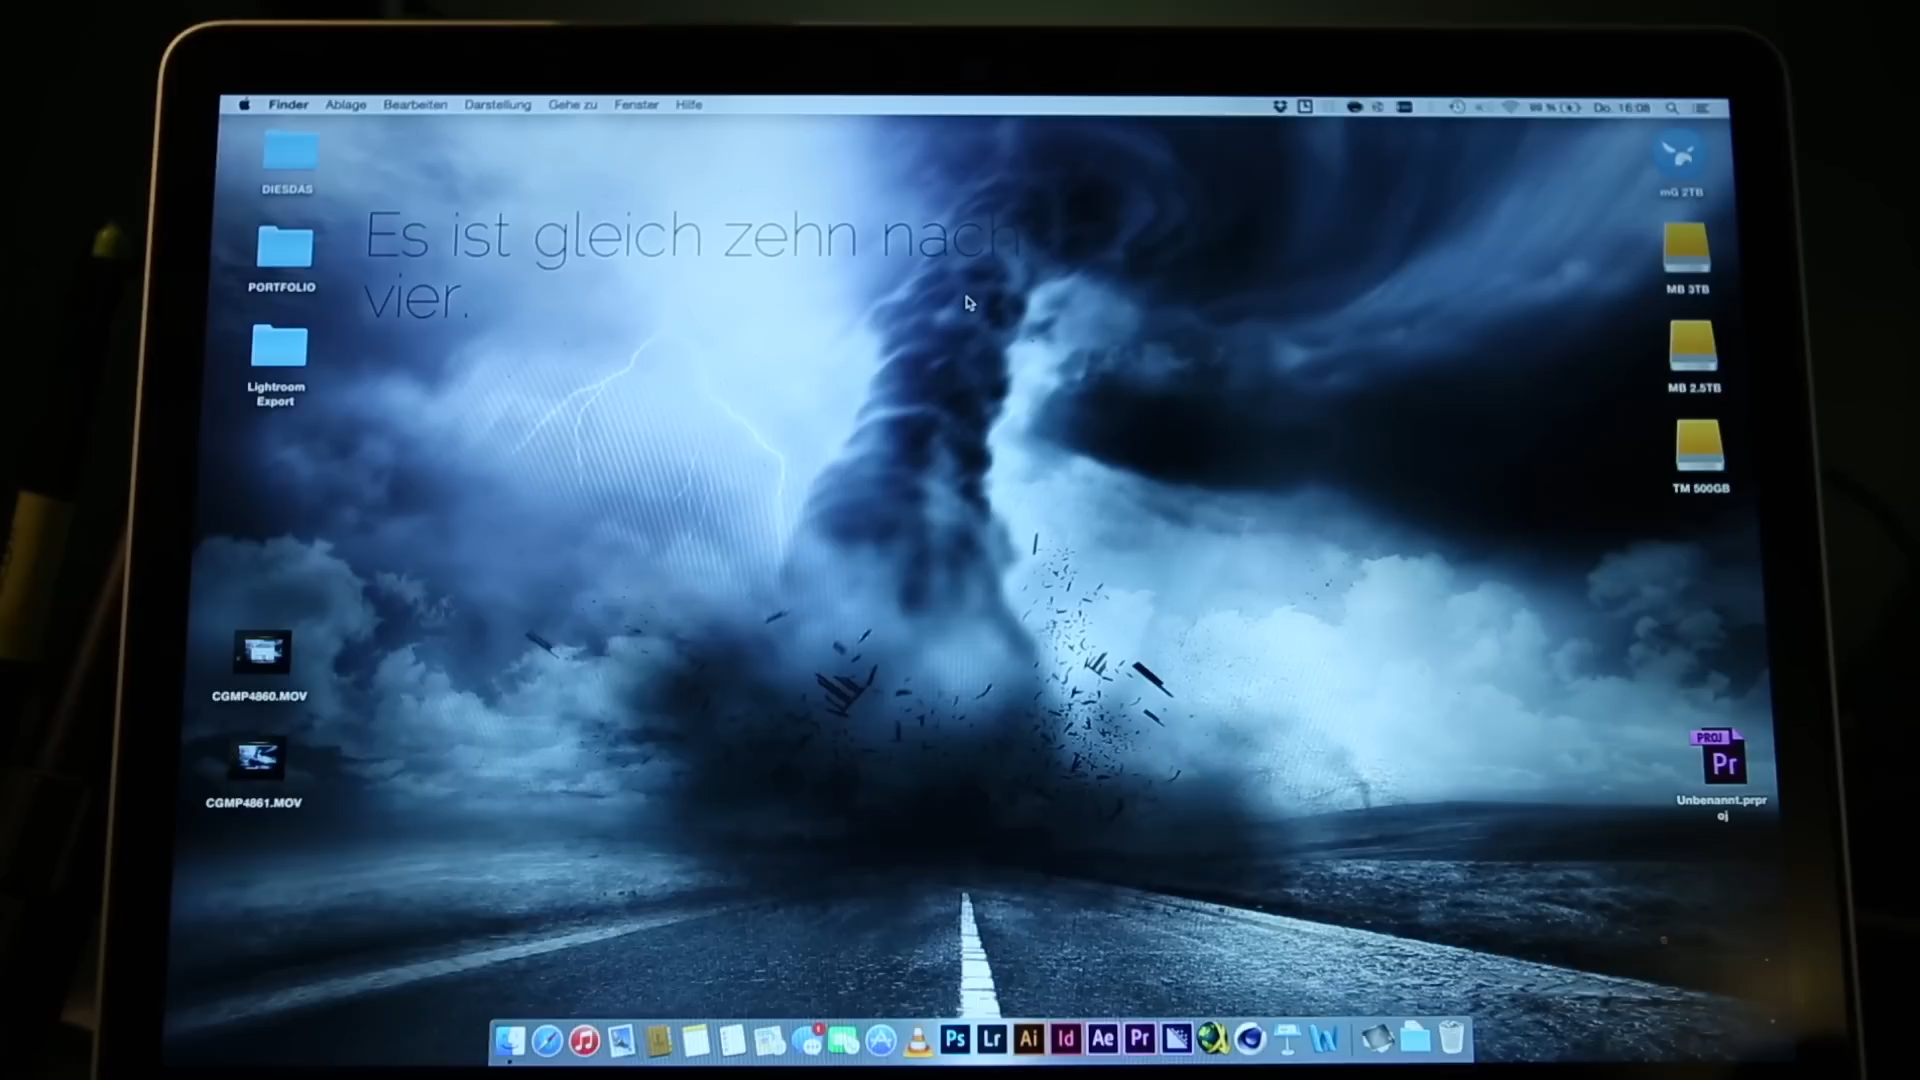 Finder Ablage Bearbeiten Darstellung Gehe zu Fenster Hilfe Do. 16:08
DIESDAS
PORTFOLIO
Lightroom
Export
Es ist gleich zehn nach
vier.
mG 2TB
MB 3TB
MB 2.5TB
TM 500GB
CGMP4860.MOV
CGMP4861.MOV
PROJ
Pr
Unbenannt.prpr
oj
Ps Lr Ai Id Ae Pr